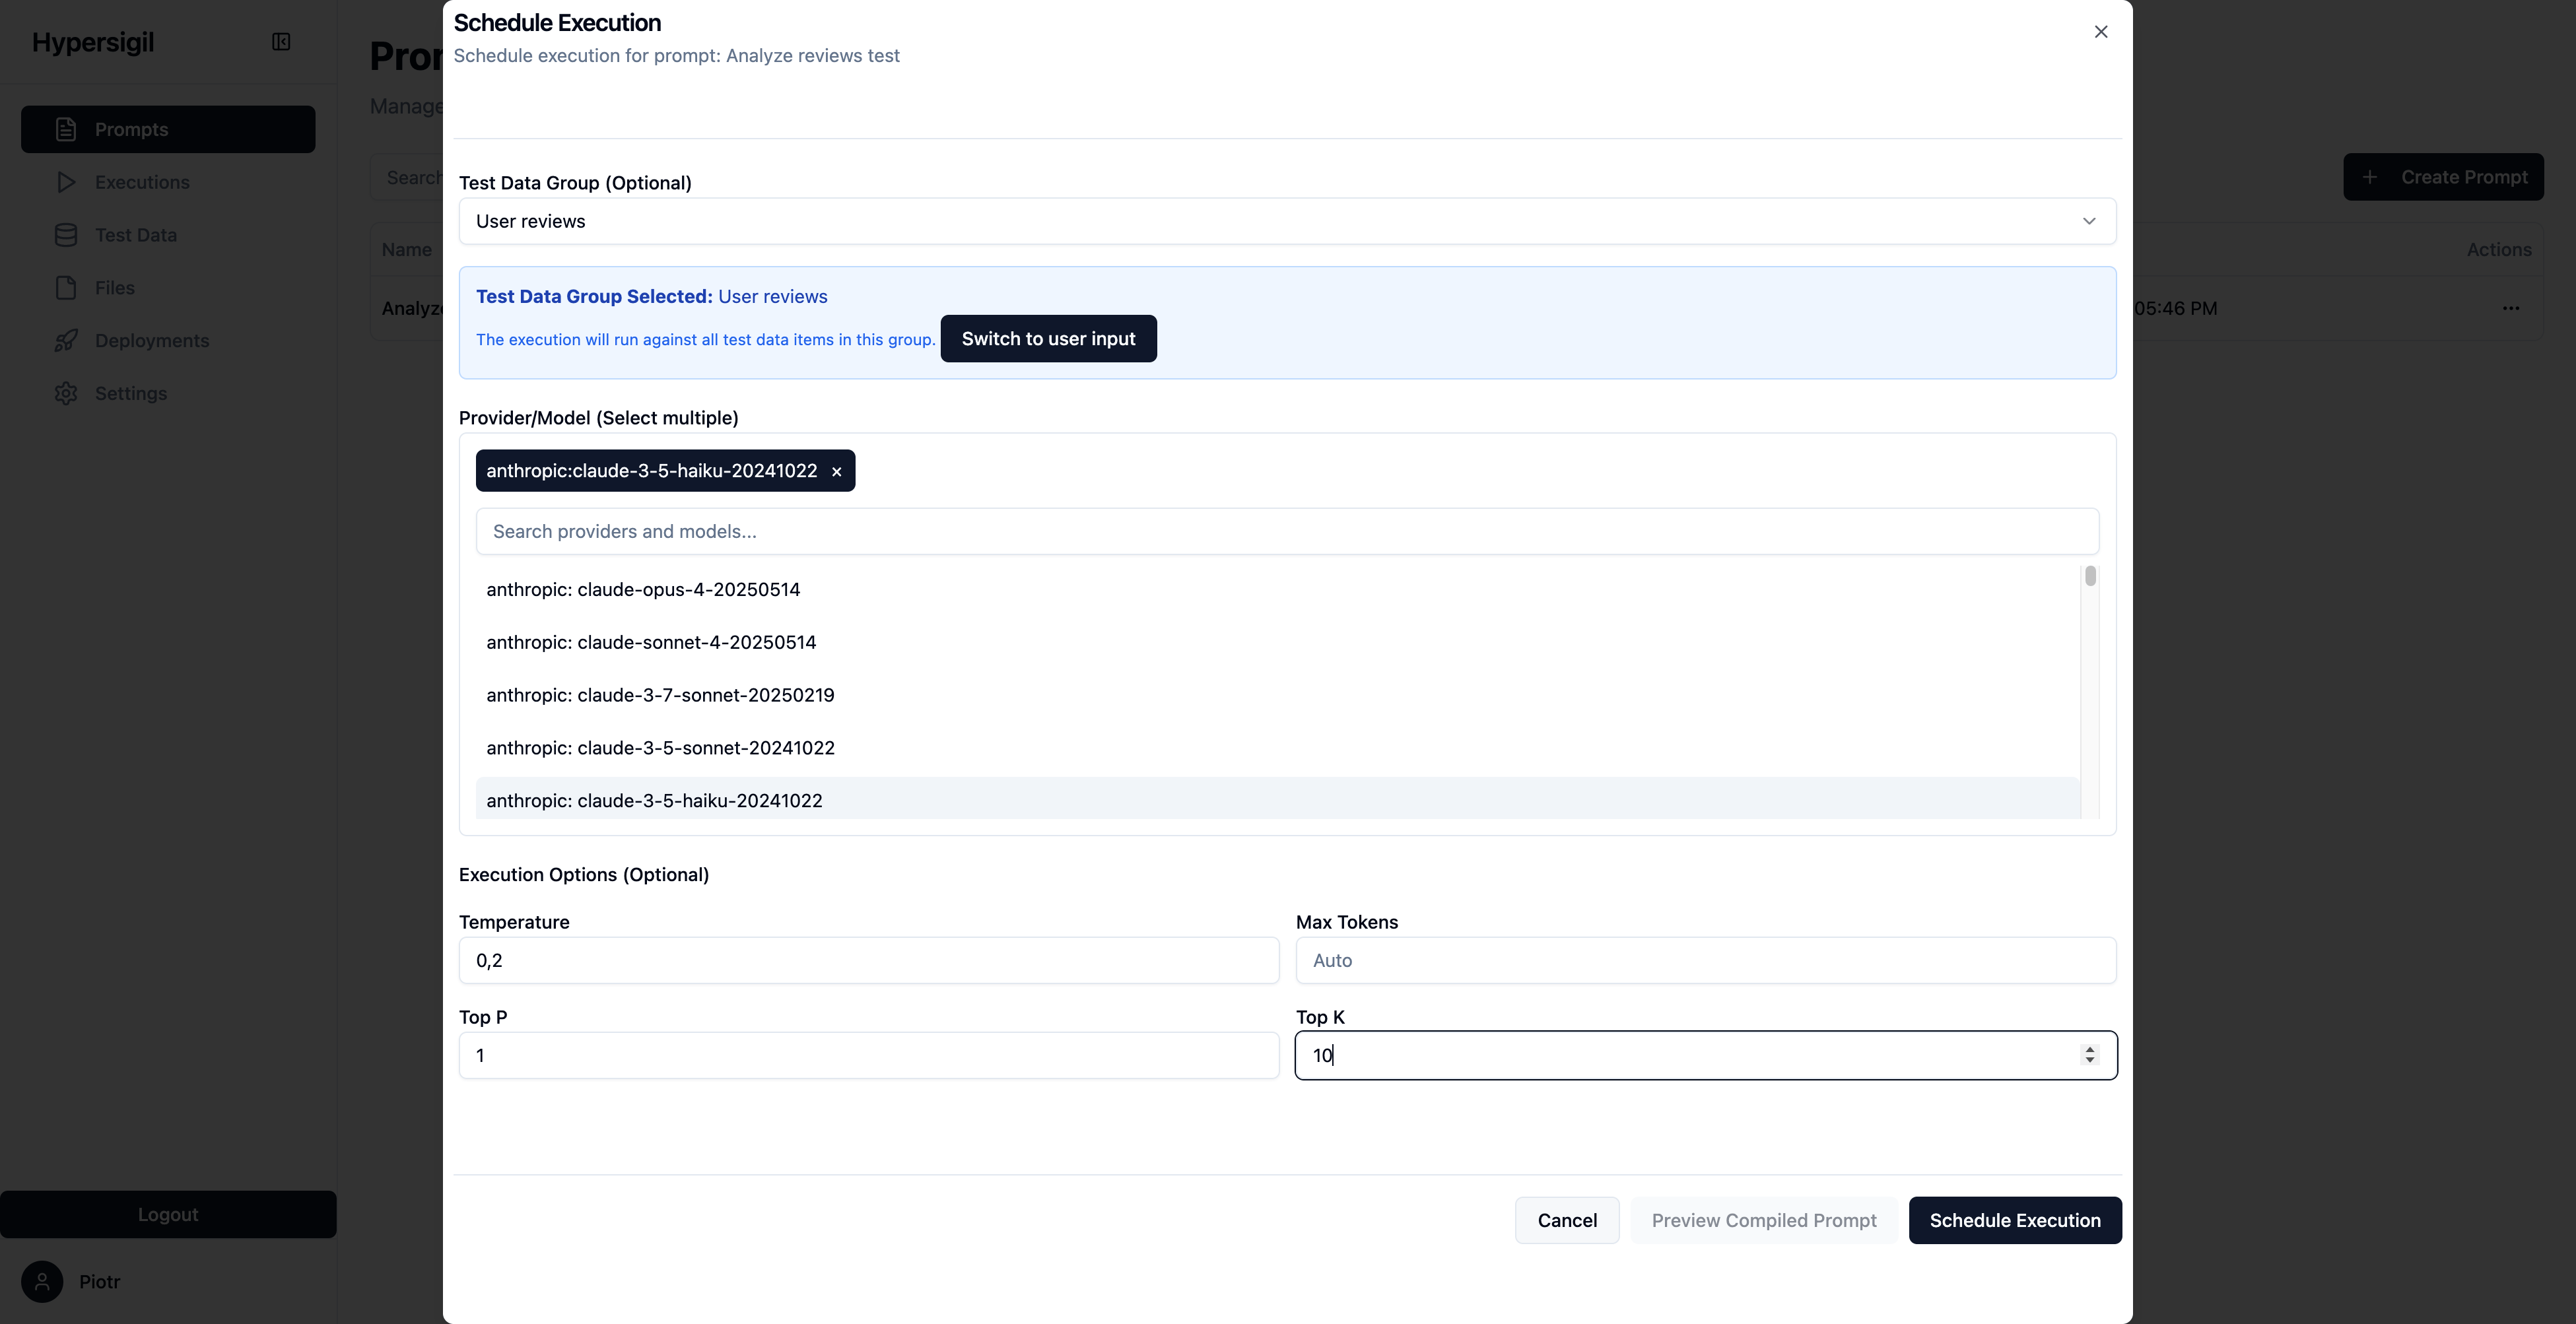 Hypersigil
Prompts
Executions
Test Data
Files
Deployments
Settings
Logout
Piotr
Manage
Search
Name
Schedule Execution
Schedule execution for prompt: Analyze reviews test
Test Data Group (Optional)
User reviews
Test Data Group Selected: User reviews
The execution will run against all test data items in this group. Switch to user input
Provider/Model (Select multiple)
anthropic:claude-3-5-haiku-20241022 ×
Search providers and models...
anthropic: claude-opus-4-20250514
anthropic: claude-sonnet-4-20250514
anthropic: claude-3-7-sonnet-20250219
anthropic: claude-3-5-sonnet-20241022
anthropic: claude-3-5-haiku-20241022
Execution Options (Optional)
Temperature
0,2
Max Tokens
Auto
Top P
1
Top K
10
Cancel
Preview Compiled Prompt
Schedule Execution
+ Create Prompt
Actions
05:46 PM
...